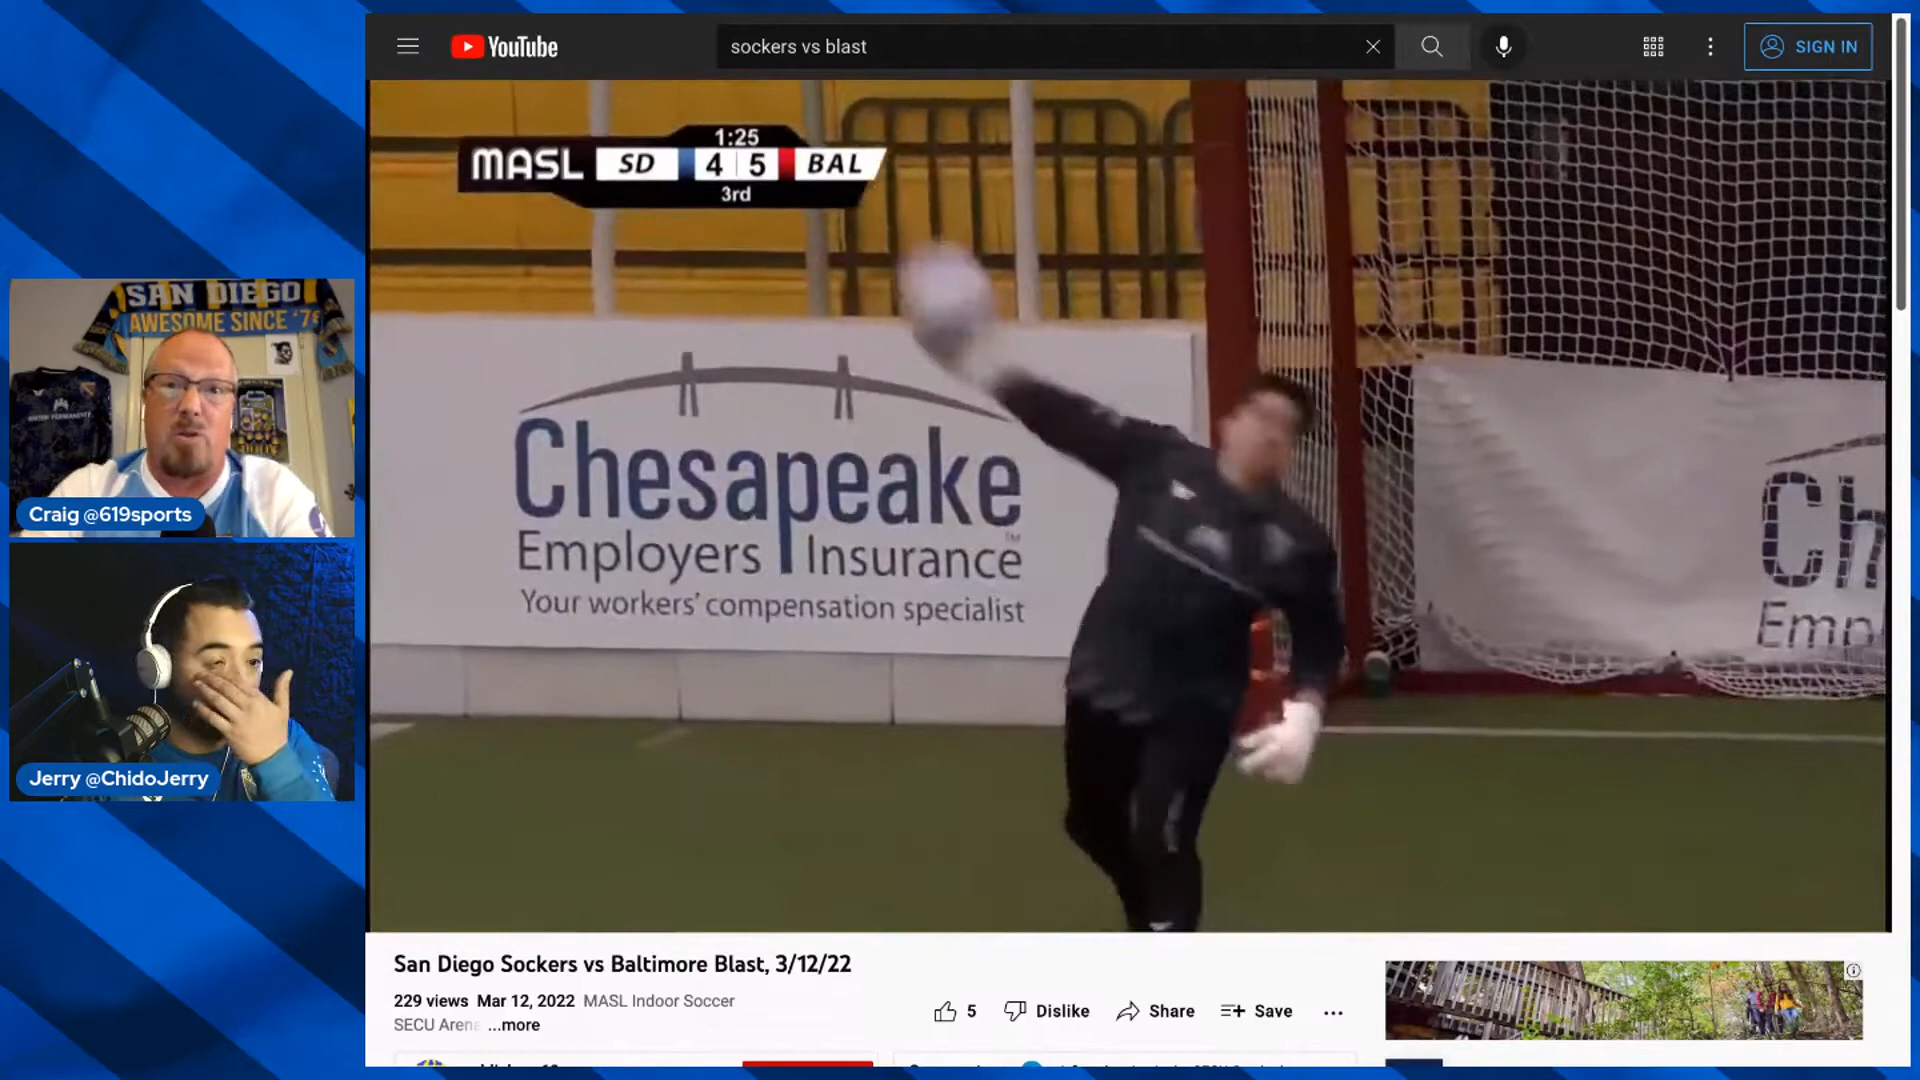 YouTube
sockers vs blast
SIGN IN
1:25
MASL SD 4 5 BAL
3rd
Chesapeake
Employers Insurance
Your workers' compensation specialist
Ch
Empl
SAN DIEGO
AWESOME SINCE '78
Craig @619sports
Jerry @ChidoJerry
San Diego Sockers vs Baltimore Blast, 3/12/22
229 views Mar 12, 2022 MASL Indoor Soccer
SECU Arena ...more
5 Dislike Share Save